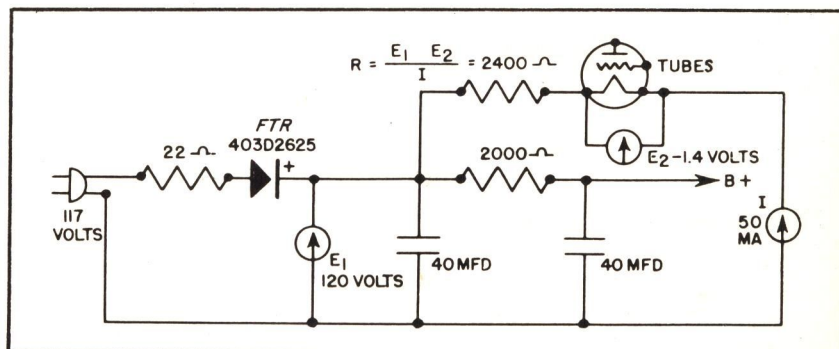 R = E₁ E₂ / I = 2400 Ω
TUBES
FTR
403D2625
22 Ω
+
E₂-1.4 VOLTS
2000 Ω
B +
I
50
MA
117
VOLTS
E₁
120 VOLTS
40 MFD
40 MFD